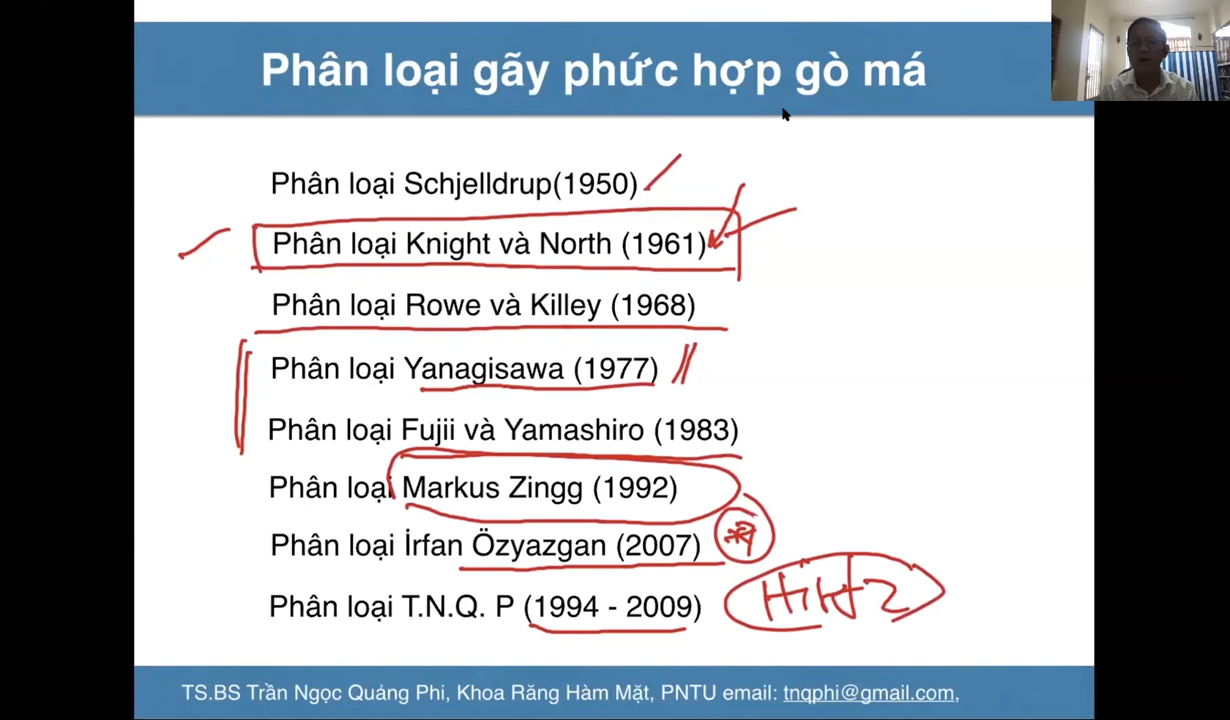 Phân loại gãy phức hợp gò má
Phân loại Schjelldrup(1950)
Phân loại Knight và North (1961)
Phân loại Rowe và Killey (1968)
Phân loại Yanagisawa (1977)
Phân loại Fujii và Yamashiro (1983)
Phân loại Markus Zingg (1992)
Phân loại İrfan Özyazgan (2007)
Phân loại T.N.Q. P (1994 - 2009)
TS.BS Trần Ngọc Quảng Phi, Khoa Răng Hàm Mặt, PNTU email: tnqphi@gmail.com,